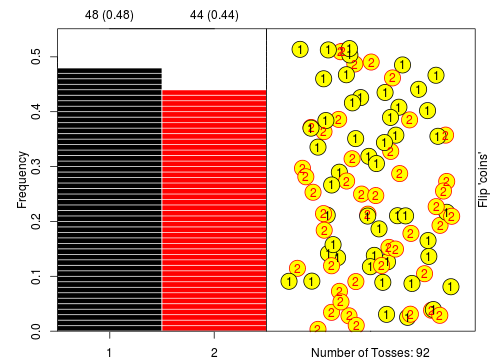 48 (0.48) 44 (0.44)
Frequency
0.0 0.1 0.2 0.3 0.4 0.5
1 2
Flip 'coins'
Number of Tosses: 92